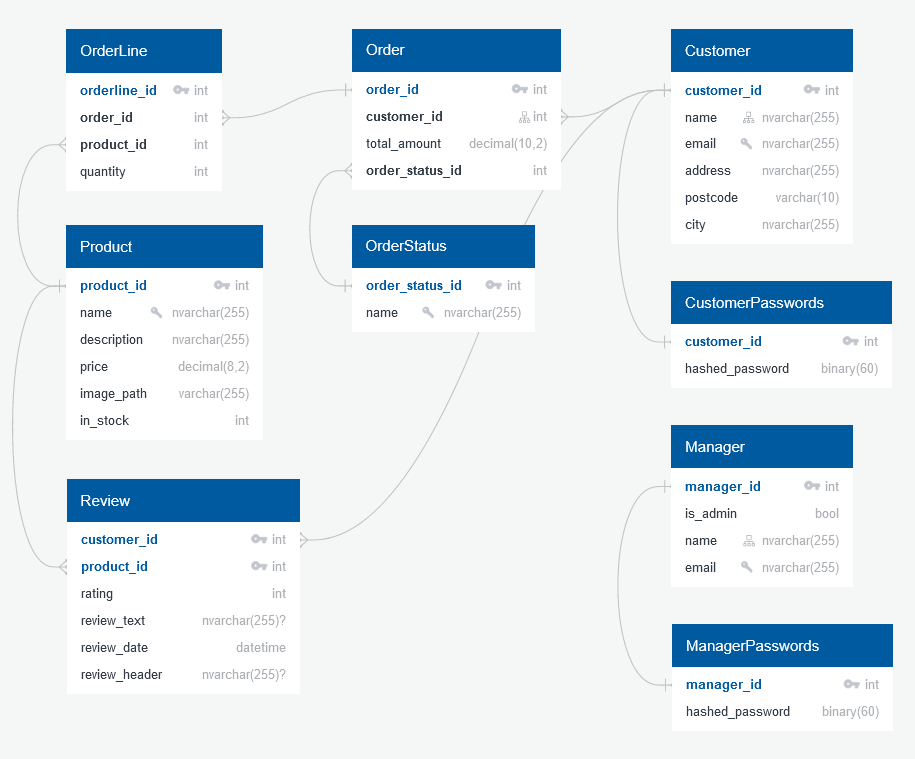 OrderLine
orderline_id int
order_id int
product_id int
quantity int
Order
order_id int
customer_id int
total_amount decimal(10,2)
order_status_id int
Customer
customer_id int
name nvarchar(255)
email nvarchar(255)
address nvarchar(255)
postcode varchar(10)
city nvarchar(255)
Product
product_id int
name nvarchar(255)
description nvarchar(255)
price decimal(8,2)
image_path varchar(255)
in_stock int
OrderStatus
order_status_id int
name nvarchar(255)
CustomerPasswords
customer_id int
hashed_password binary(60)
Manager
manager_id int
is_admin bool
name nvarchar(255)
email nvarchar(255)
Review
customer_id int
product_id int
rating int
review_text nvarchar(255)?
review_date datetime
review_header nvarchar(255)?
ManagerPasswords
manager_id int
hashed_password binary(60)